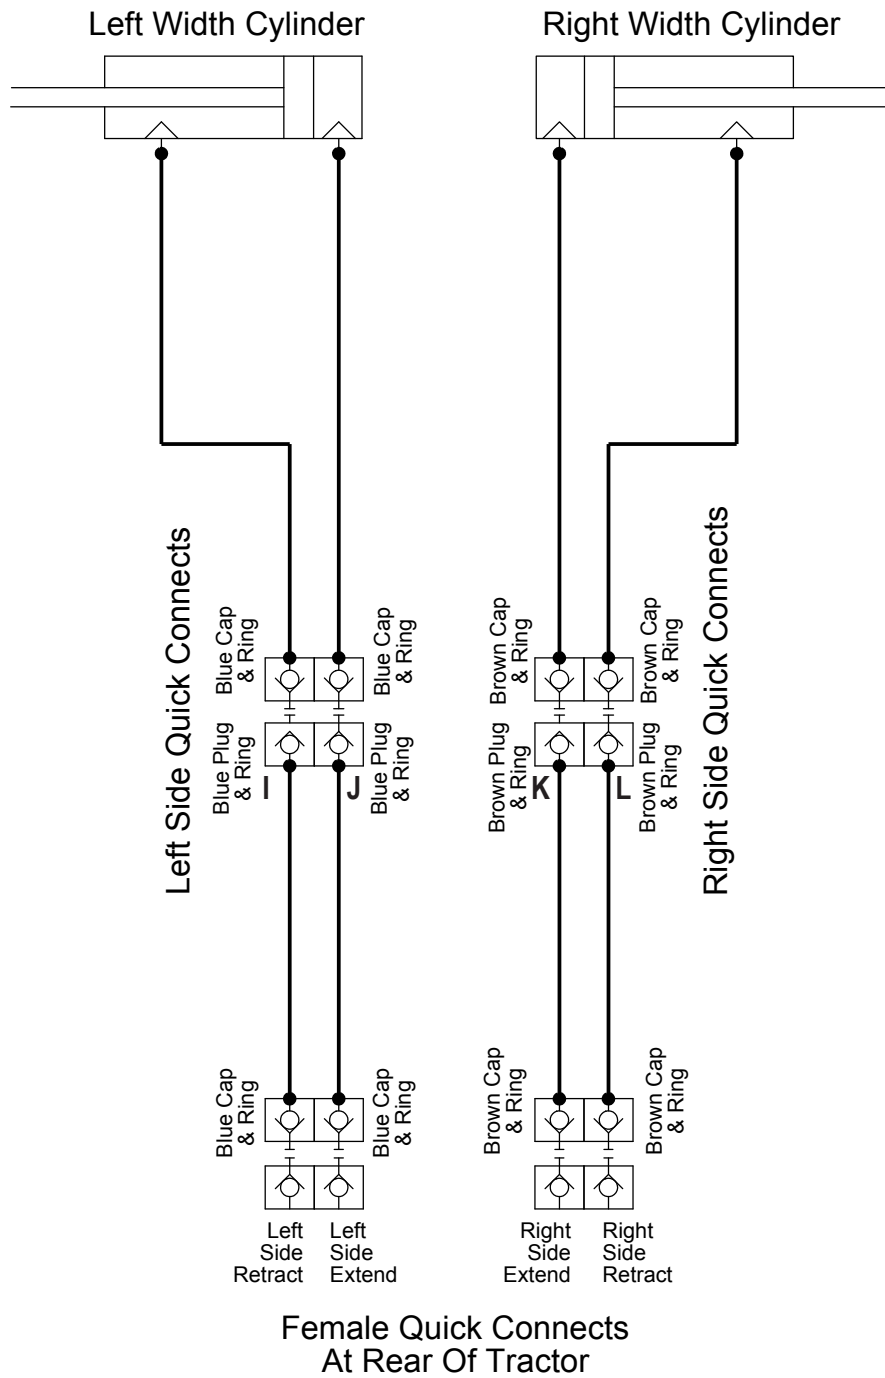 Left Width Cylinder
Right Width Cylinder
Left Side Quick Connects
Right Side Quick Connects
Blue Cap
& Ring
Blue Cap
& Ring
Brown Cap
& Ring
Brown Cap
& Ring
Blue Plug
& Ring
I
J
Blue Plug
& Ring
Brown Plug
& Ring
K
L
Brown Plug
& Ring
Blue Cap
& Ring
Blue Cap
& Ring
Brown Cap
& Ring
Brown Cap
& Ring
Left
Side
Retract
Left
Side
Extend
Right
Side
Extend
Right
Side
Retract
Female Quick Connects
At Rear Of Tractor